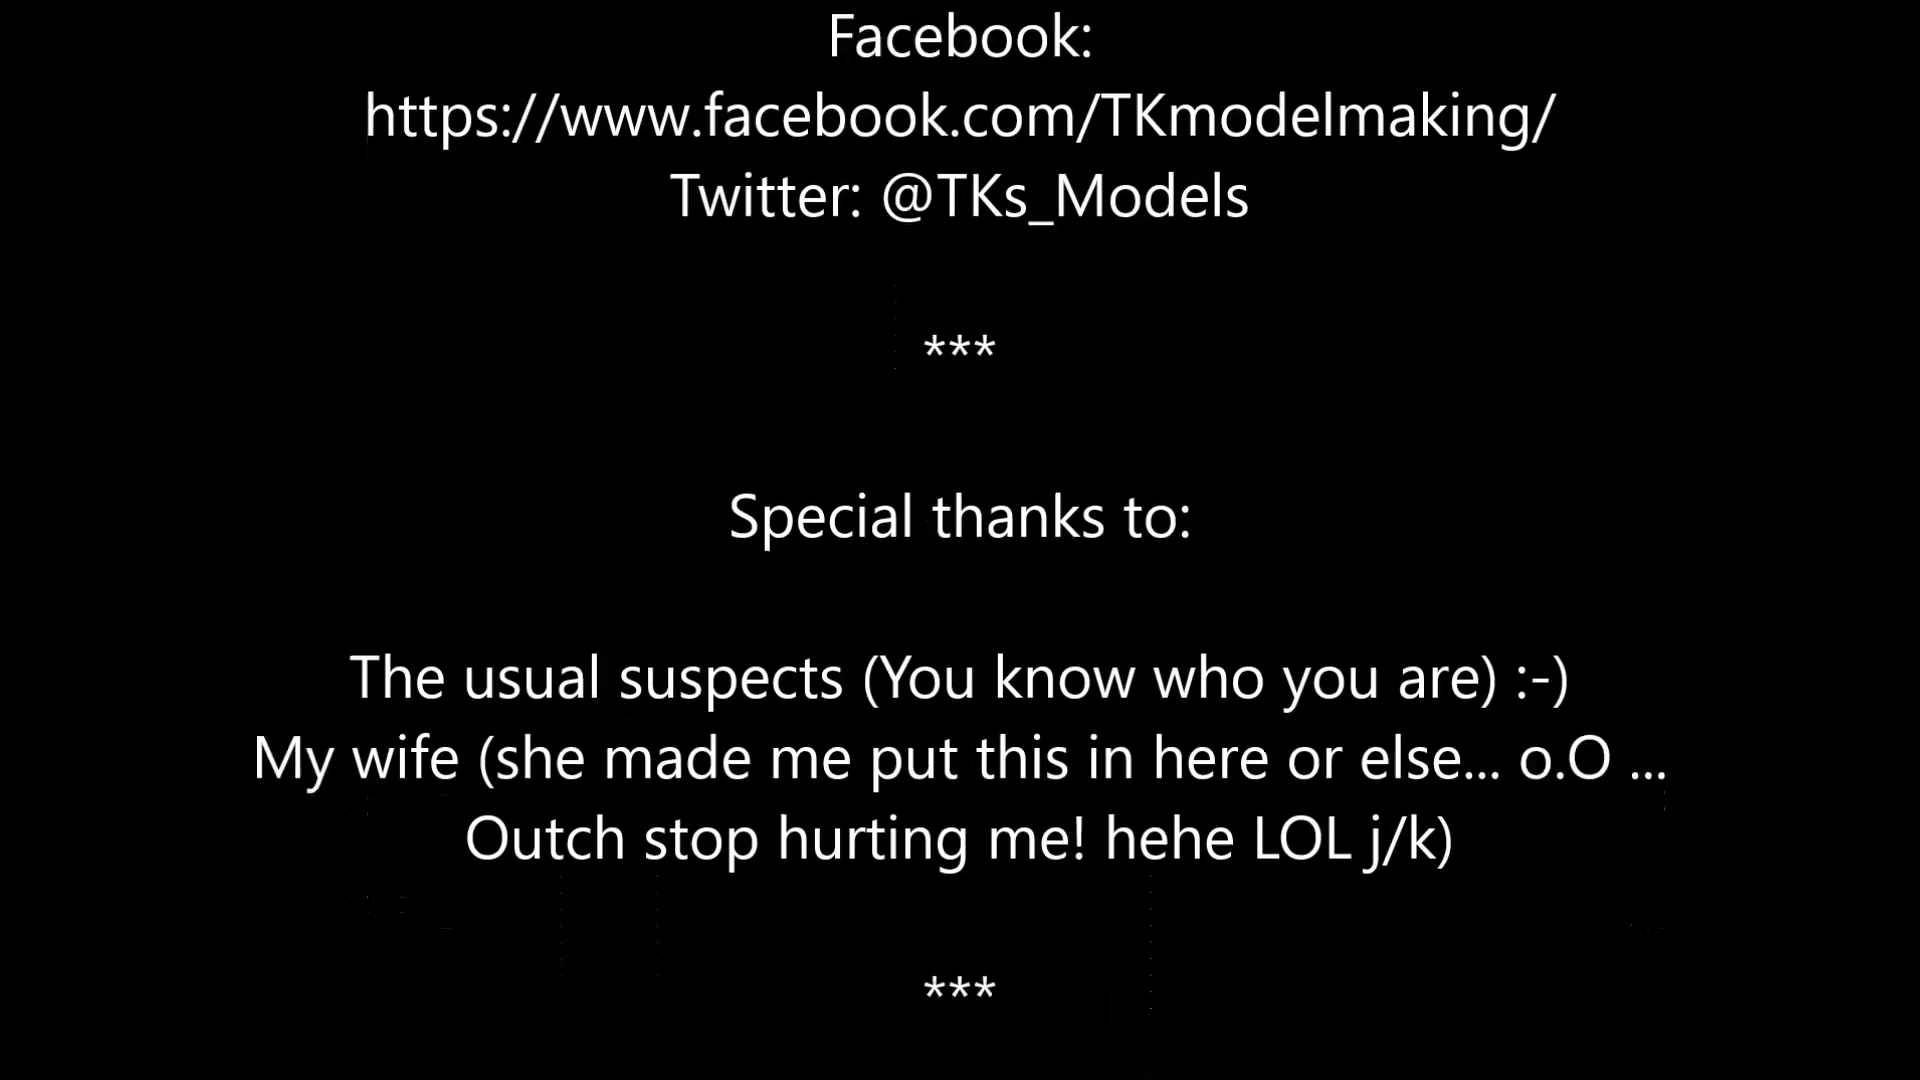 Facebook:
https://www.facebook.com/TKmodelmaking/
Twitter: @TKs_Models
***
Special thanks to:
The usual suspects (You know who you are) :-)
My wife (she made me put this in here or else... o.O ...
Outch stop hurting me! hehe LOL j/k)
***